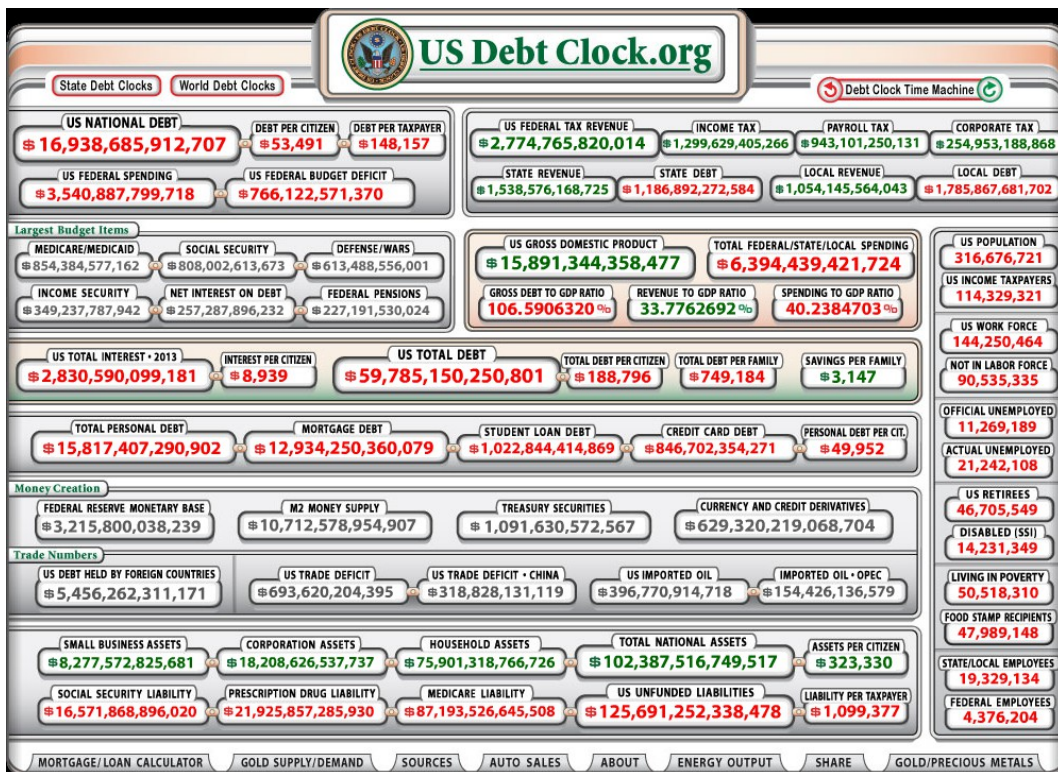 US Debt Clock.org
State Debt Clocks World Debt Clocks
Debt Clock Time Machine
US NATIONAL DEBT
$16,938,685,912,707
DEBT PER CITIZEN
$53,491
DEBT PER TAXPAYER
$148,157
US FEDERAL SPENDING
$3,540,887,799,718
US FEDERAL BUDGET DEFICIT
$766,122,571,370
US FEDERAL TAX REVENUE
$2,774,765,820,014
INCOME TAX
$1,299,629,405,266
PAYROLL TAX
$943,101,250,131
CORPORATE TAX
$254,953,188,868
STATE REVENUE
$1,538,576,168,725
STATE DEBT
$1,186,892,272,584
LOCAL REVENUE
$1,054,145,564,043
LOCAL DEBT
$1,785,867,681,702
Largest Budget Items
MEDICARE/MEDICAID
$854,384,577,162
SOCIAL SECURITY
$808,002,613,673
DEFENSE/WARS
$613,488,556,001
INCOME SECURITY
$349,237,787,942
NET INTEREST ON DEBT
$257,287,896,232
FEDERAL PENSIONS
$227,191,530,024
US GROSS DOMESTIC PRODUCT
$15,891,344,358,477
TOTAL FEDERAL/STATE/LOCAL SPENDING
$6,394,439,421,724
GROSS DEBT TO GDP RATIO
106.5906320%
REVENUE TO GDP RATIO
33.7762692%
SPENDING TO GDP RATIO
40.2384703%
US TOTAL INTEREST • 2013
$2,830,590,099,181
INTEREST PER CITIZEN
$8,939
US TOTAL DEBT
$59,785,150,250,801
TOTAL DEBT PER CITIZEN
$188,796
TOTAL DEBT PER FAMILY
$749,184
SAVINGS PER FAMILY
$3,147
TOTAL PERSONAL DEBT
$15,817,407,290,902
MORTGAGE DEBT
$12,934,250,360,079
STUDENT LOAN DEBT
$1,022,844,414,869
CREDIT CARD DEBT
$846,702,354,271
PERSONAL DEBT PER CIT.
$49,952
Money Creation
FEDERAL RESERVE MONETARY BASE
$3,215,800,038,239
M2 MONEY SUPPLY
$10,712,578,954,907
TREASURY SECURITIES
$1,091,630,572,567
CURRENCY AND CREDIT DERIVATIVES
$629,320,219,068,704
Trade Numbers
US DEBT HELD BY FOREIGN COUNTRIES
$5,456,262,311,171
US TRADE DEFICIT
$693,620,204,395
US TRADE DEFICIT • CHINA
$318,828,131,119
US IMPORTED OIL
$396,770,914,718
IMPORTED OIL • OPEC
$154,426,136,579
SMALL BUSINESS ASSETS
$8,277,572,825,681
CORPORATION ASSETS
$18,208,626,537,737
HOUSEHOLD ASSETS
$75,901,318,766,726
TOTAL NATIONAL ASSETS
$102,387,516,749,517
ASSETS PER CITIZEN
$323,330
SOCIAL SECURITY LIABILITY
$16,571,868,896,020
PRESCRIPTION DRUG LIABILITY
$21,925,857,285,930
MEDICARE LIABILITY
$87,193,526,645,508
US UNFUNDED LIABILITIES
$125,691,252,338,478
LIABILITY PER TAXPAYER
$1,099,377
US POPULATION
316,676,721
US INCOME TAXPAYERS
114,329,321
US WORK FORCE
144,250,464
NOT IN LABOR FORCE
90,535,335
OFFICIAL UNEMPLOYED
11,269,189
ACTUAL UNEMPLOYED
21,242,108
US RETIREES
46,705,549
DISABLED (SSI)
14,231,349
LIVING IN POVERTY
50,518,310
FOOD STAMP RECIPIENTS
47,989,148
STATE/LOCAL EMPLOYEES
19,329,134
FEDERAL EMPLOYEES
4,376,204
MORTGAGE/LOAN CALCULATOR GOLD SUPPLY/DEMAND SOURCES AUTO SALES ABOUT ENERGY OUTPUT SHARE GOLD/PRECIOUS METALS